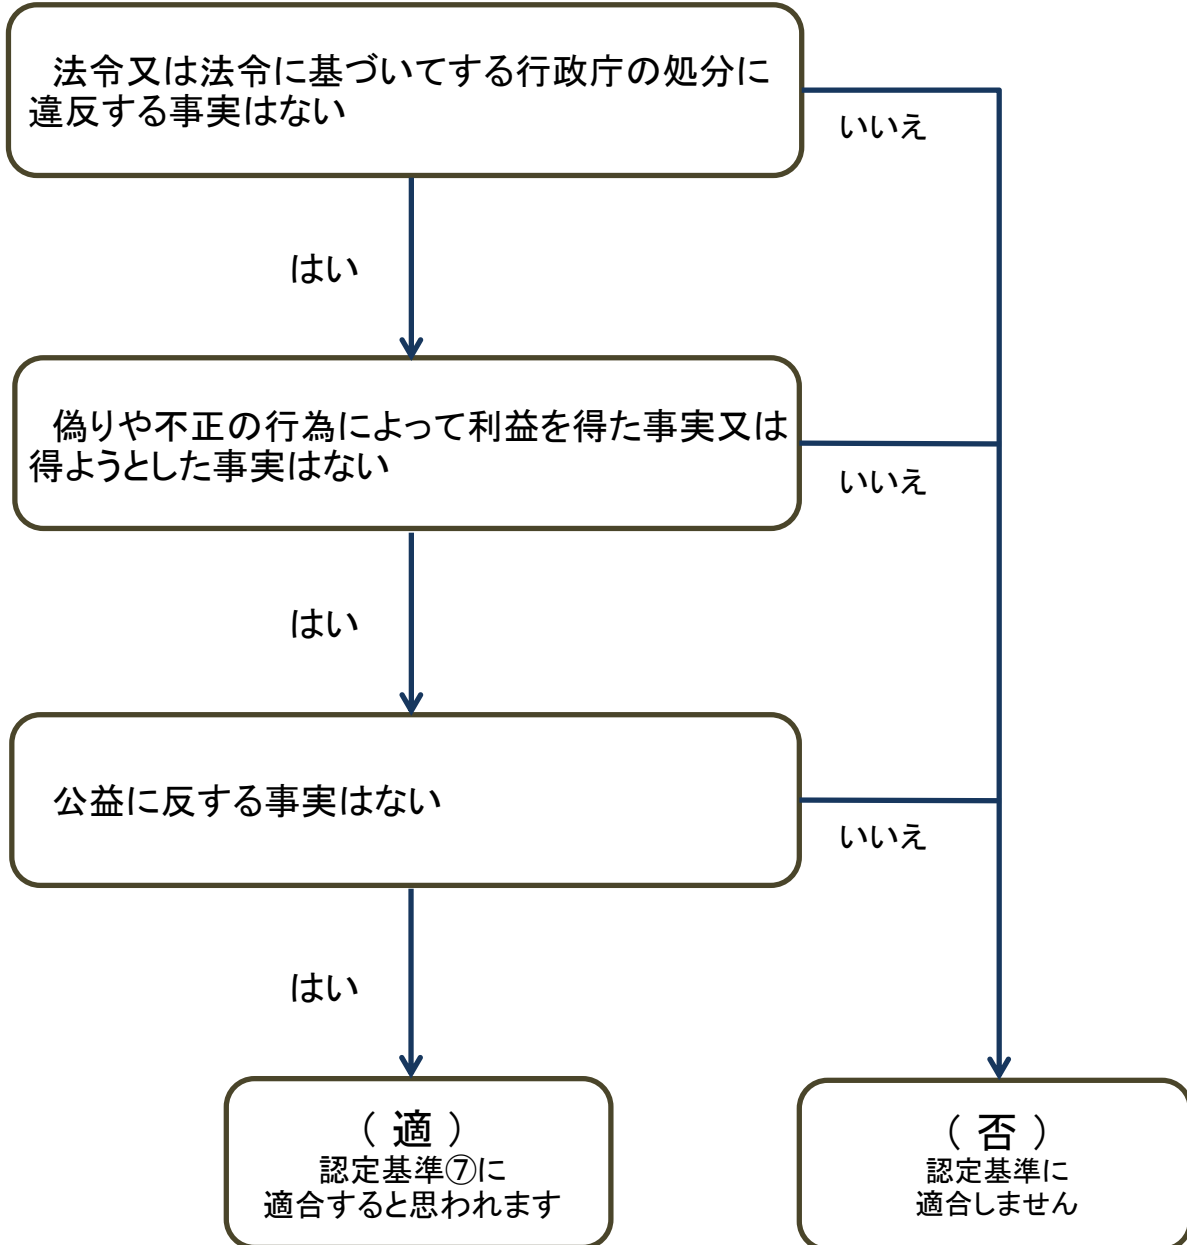 法令又は法令に基づいてする行政庁の処分に
違反する事実はない
いいえ
はい
偽りや不正の行為によって利益を得た事実又は
得ようとした事実はない
いいえ
はい
公益に反する事実はない
いいえ
はい
（ 適 ）
認定基準⑦に
適合すると思われます
（ 否 ）
認定基準に
適合しません